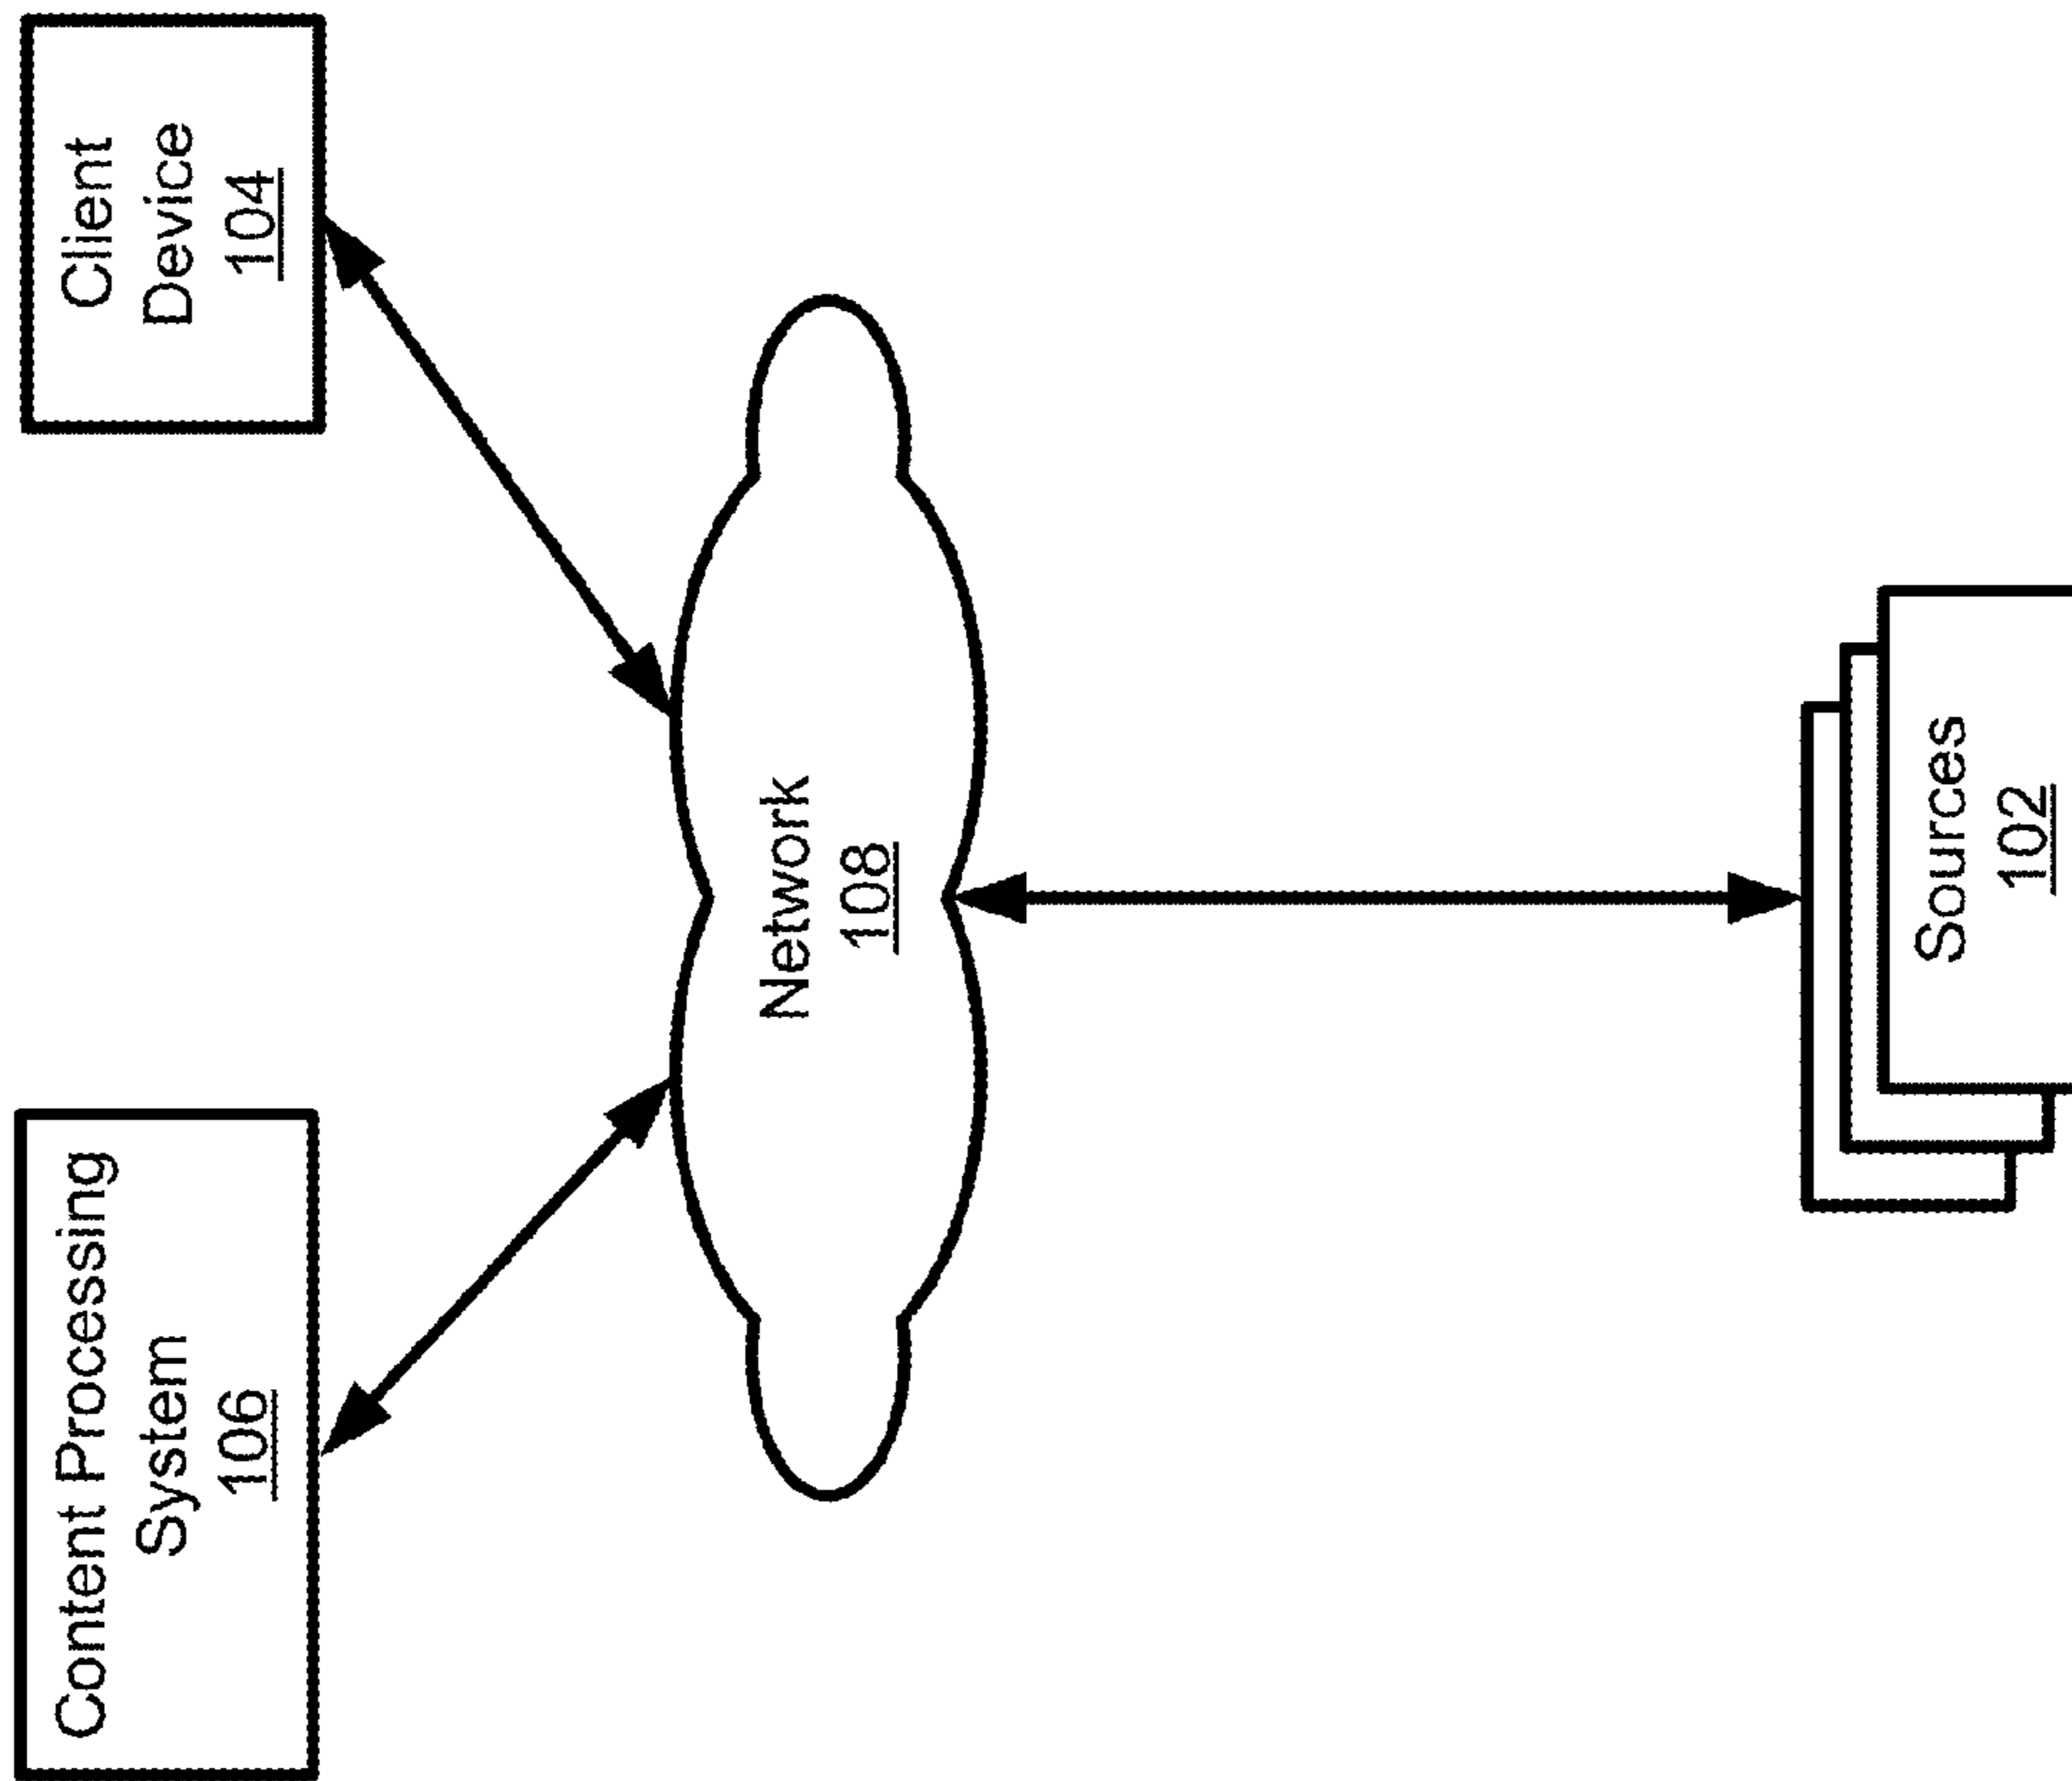 Content Processing
System
106
Client
Device
104
Network
108
Sources
102